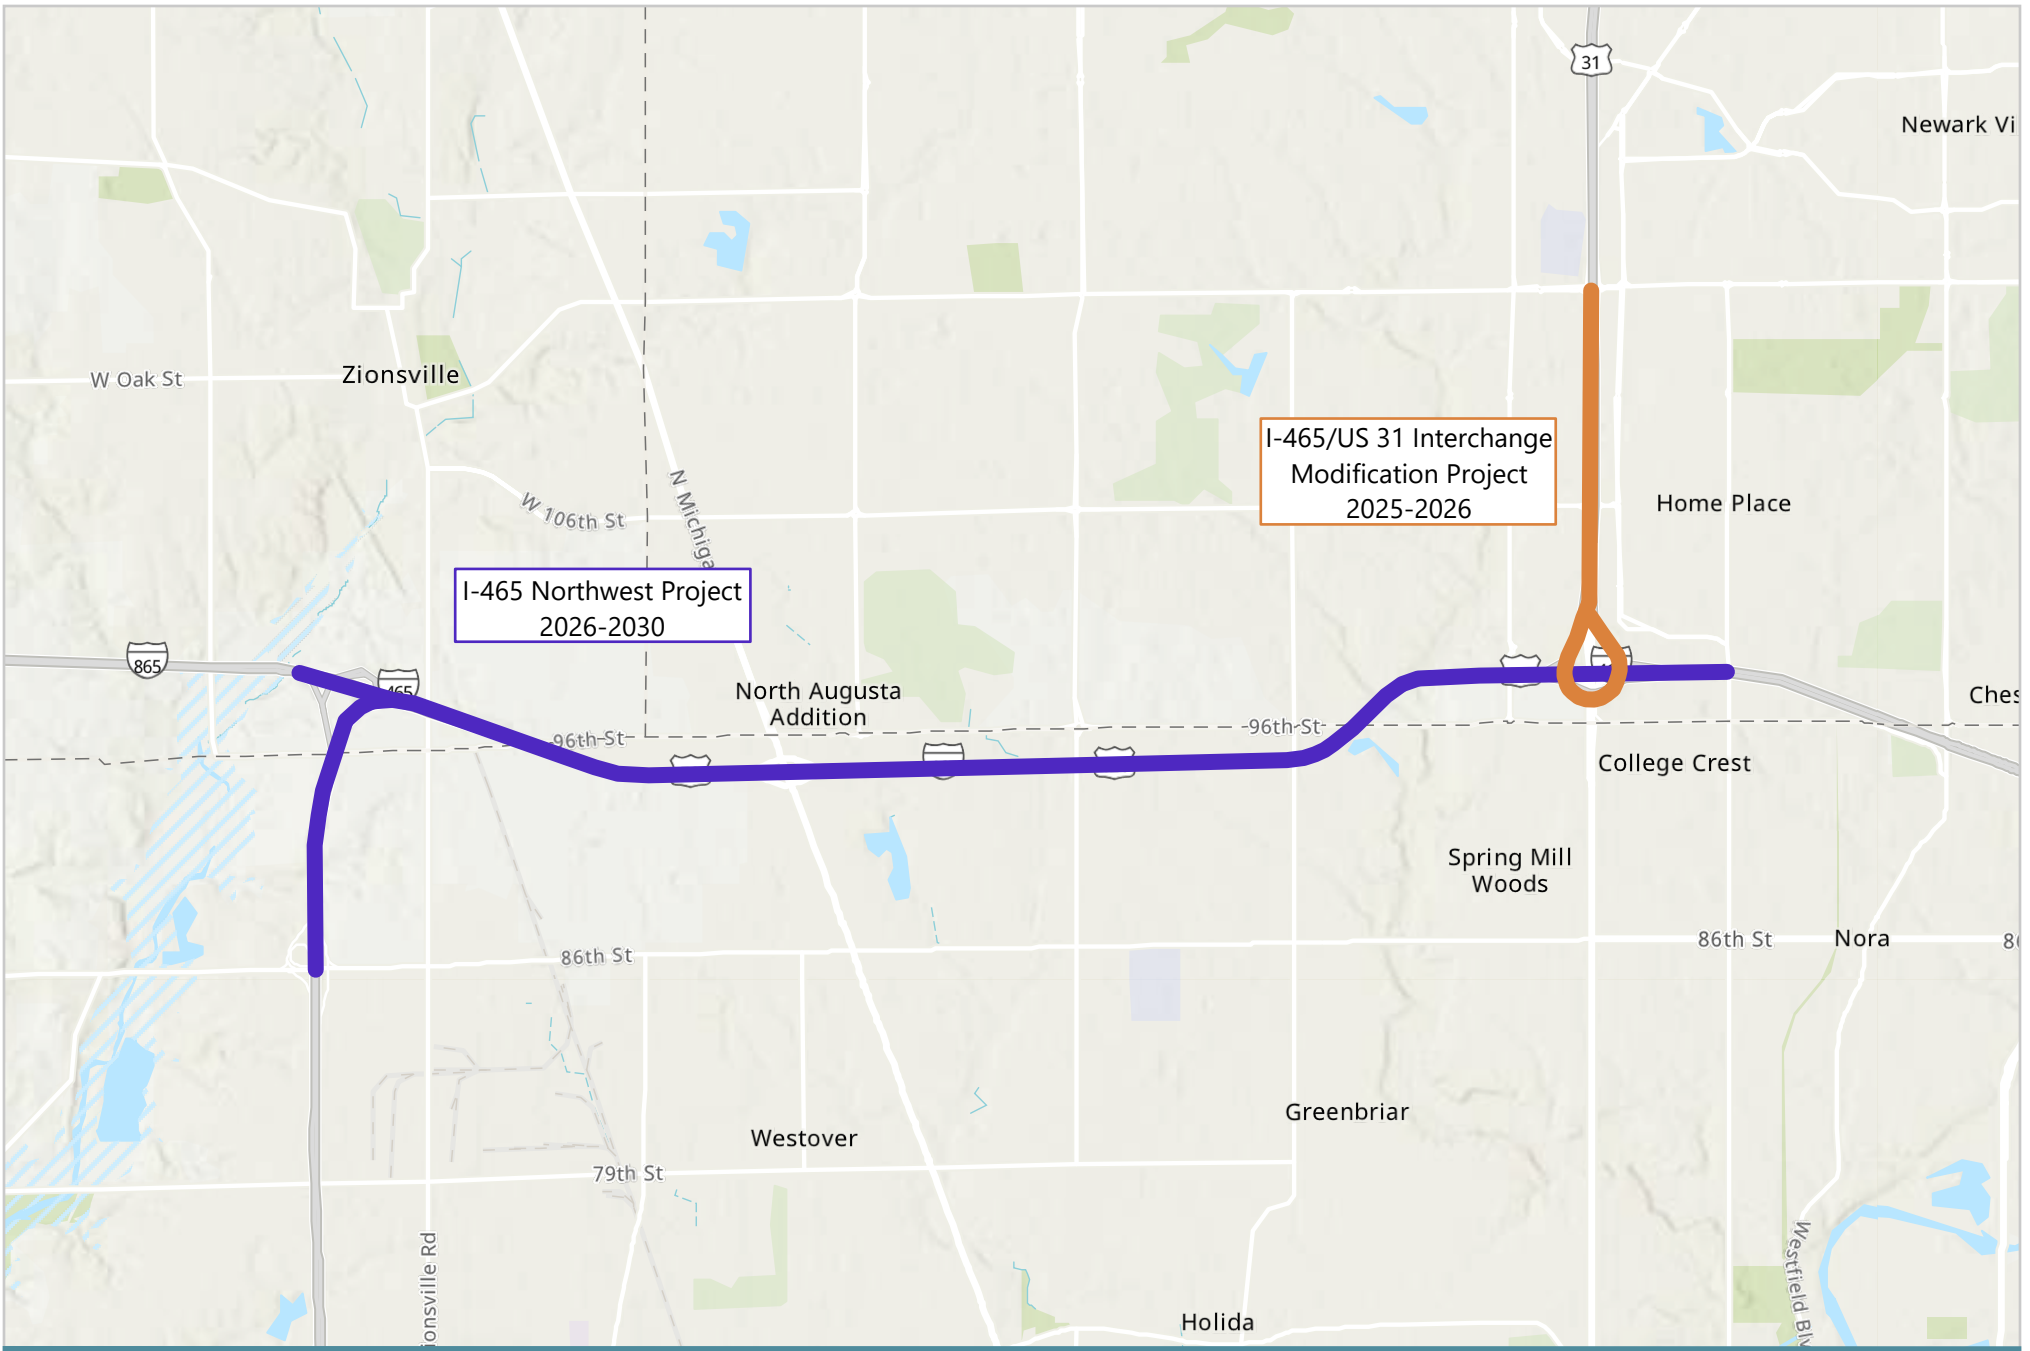 31
Newark Vi
W Oak St
Zionsville
I-465/US 31 Interchange
Modification Project
2025-2026
N Michiga
W 106th St
Home Place
I-465 Northwest Project
2026-2030
865
465
North Augusta
Addition
Ches
96th St
96th St
College Crest
Spring Mill
Woods
86th St
86th St
Nora
86
Greenbriar
Westover
79th St
ionsville Rd
Westfield Blv
Holida